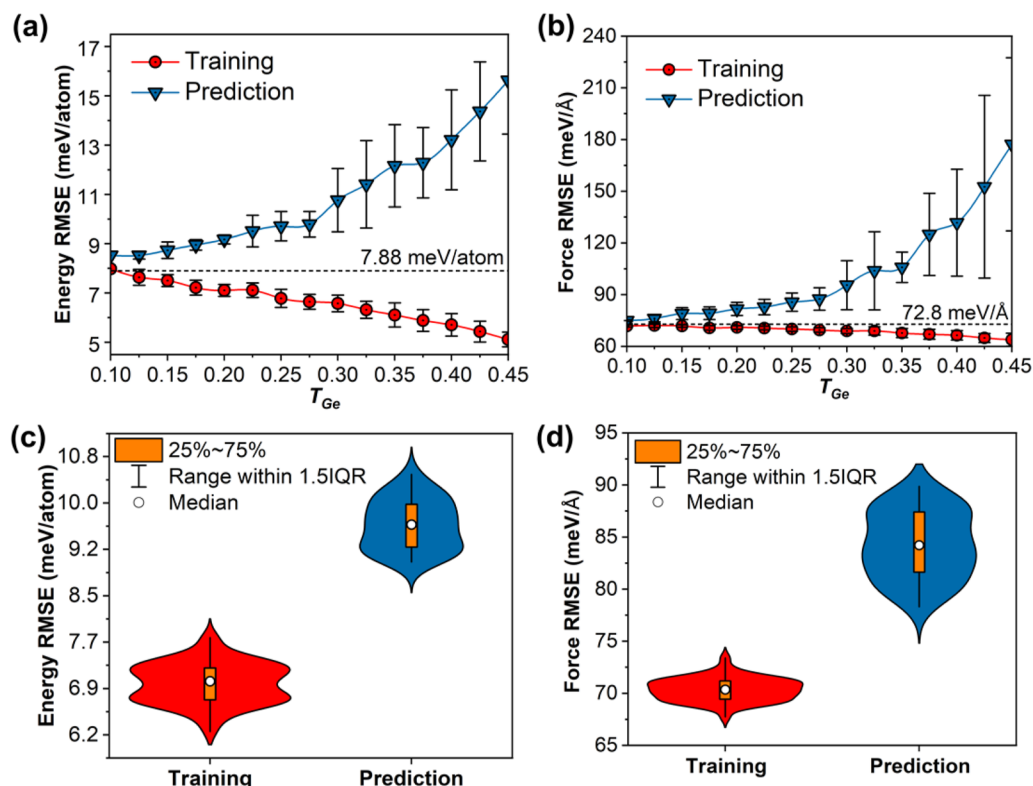 (a)
Energy RMSE (meV/atom)
17
15
13
11
9
7
5
Training
Prediction
7.88 meV/atom
0.10 0.15 0.20 0.25 0.30 0.35 0.40 0.45
T_Ge
(b)
Force RMSE (meV/Å)
240
210
180
150
120
90
60
Training
Prediction
72.8 meV/Å
0.10 0.15 0.20 0.25 0.30 0.35 0.40 0.45
T_Ge
(c)
Energy RMSE (meV/atom)
10.8
10.0
9.2
8.5
7.7
6.9
6.2
25%~75%
Range within 1.5IQR
Median
Training Prediction
(d)
Force RMSE (meV/Å)
95
90
85
80
75
70
65
25%~75%
Range within 1.5IQR
Median
Training Prediction